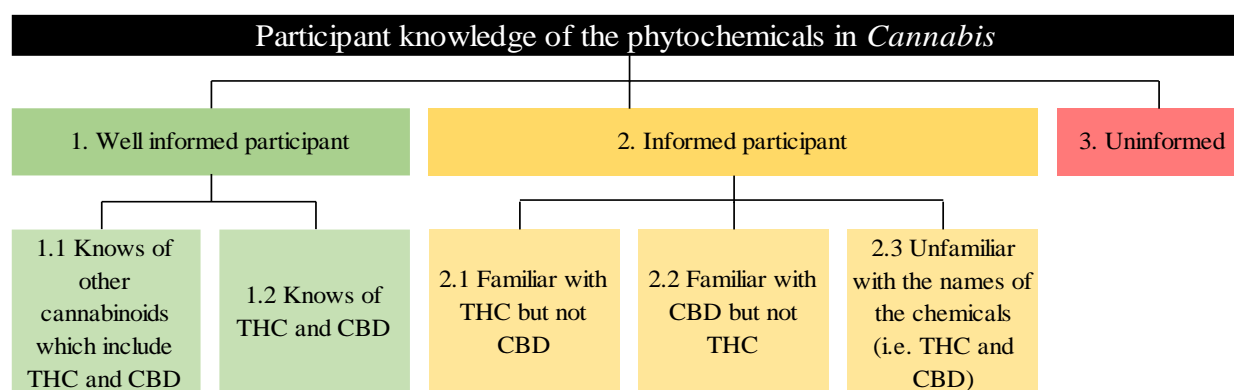 Participant knowledge of the phytochemicals in Cannabis
1. Well informed participant
2. Informed participant
3. Uninformed
1.1 Knows of
other
cannabinoids
which include
THC and CBD
1.2 Knows of
THC and CBD
2.1 Familiar with
THC but not
CBD
2.2 Familiar with
CBD but not
THC
2.3 Unfamiliar
with the names of
the chemicals
(i.e. THC and
CBD)